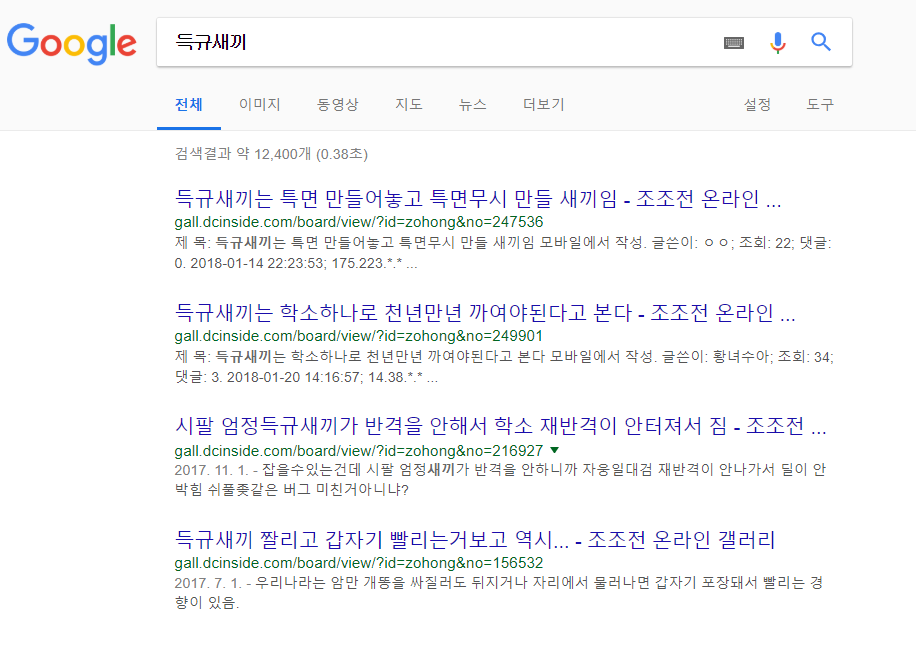 Google
득규새끼
전체 이미지 동영상 지도 뉴스 더보기 설정 도구
검색결과 약 12,400개 (0.38초)
득규새끼는 특면 만들어놓고 특면무시 만들 새끼임 - 조조전 온라인 ...
gall.dcinside.com/board/view/?id=zohong&no=247536
제 목: 득규새끼는 특면 만들어놓고 특면무시 만들 새끼임 모바일에서 작성. 글쓴이: ㅇㅇ; 조회: 22; 댓글:
0. 2018-01-14 22:23:53; 175.223.*.* ...
득규새끼는 학소하나로 천년만년 까여야된다고 본다 - 조조전 온라인 ...
gall.dcinside.com/board/view/?id=zohong&no=249901
제 목: 득규새끼는 학소하나로 천년만년 까여야된다고 본다 모바일에서 작성. 글쓴이: 황녀수아; 조회: 34;
댓글: 3. 2018-01-20 14:16:57; 14.38.*.* ...
시팔 엄정득규새끼가 반격을 안해서 학소 재반격이 안터져서 짐 - 조조전 ...
gall.dcinside.com/board/view/?id=zohong&no=216927
2017. 11. 1. - 잡을수있는건데 시팔 엄정새끼가 반격을 안하니까 자웅일대검 재반격이 안나가서 딜이 안
박힘 쉬풀좆같은 버그 미친거아니냐?
득규새끼 짤리고 갑자기 빨리는거보고 역시... - 조조전 온라인 갤러리
gall.dcinside.com/board/view/?id=zohong&no=156532
2017. 7. 1. - 우리나라는 암만 개똥을 싸질러도 뒤지거나 자리에서 물러나면 갑자기 포장돼서 빨리는 경
향이 있음.